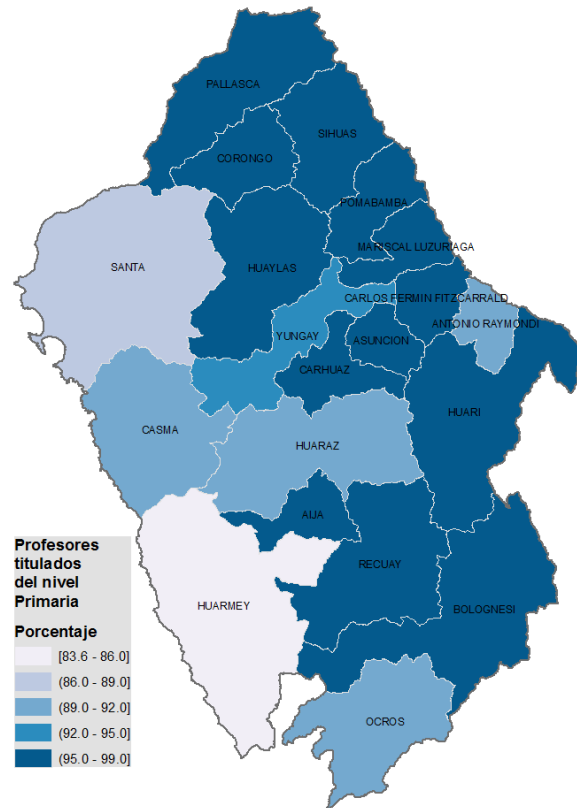 PALLASCA
SIHUAS
CORONGO
POMABAMBA
MARISCAL LUZURIAGA
SANTA
HUAYLAS
CARLOS FERMIN FITZCARRALD
ANTONIO RAYMONDI
YUNGAY
ASUNCION
CARHUAZ
HUARI
CASMA
HUARAZ
AIJA
RECUAY
HUARMEY
BOLOGNESI
OCROS
Profesores
titulados
del nivel
Primaria
Porcentaje
[83.6 - 86.0]
(86.0 - 89.0]
(89.0 - 92.0]
(92.0 - 95.0]
(95.0 - 99.0]